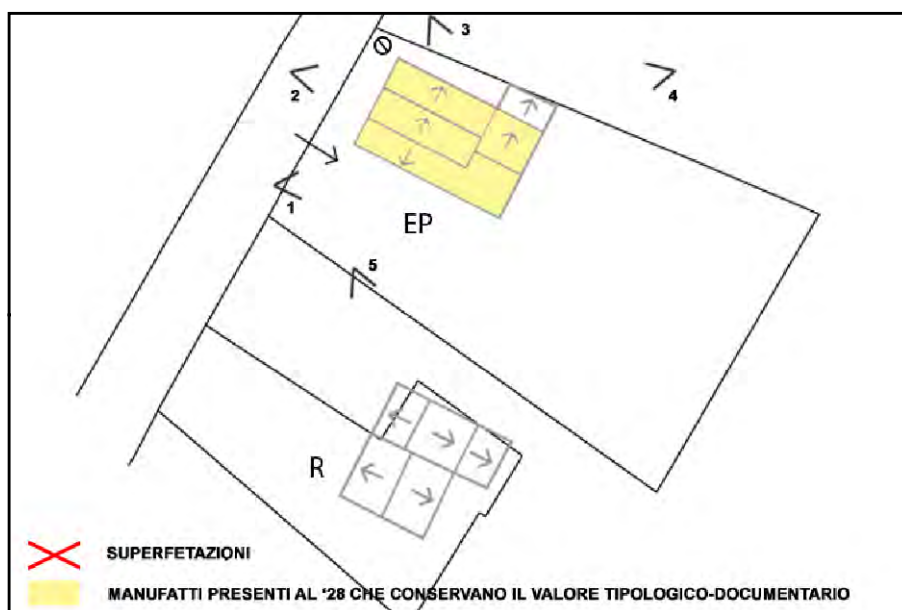 3
2
4
1
EP
5
R
SUPERFETAZIONI
MANUFATTI PRESENTI AL '28 CHE CONSERVANO IL VALORE TIPOLOGICO-DOCUMENTARIO